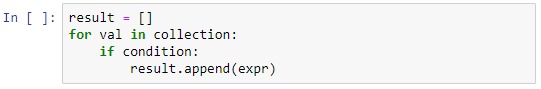 In [ ]: result = []
for val in collection:
    if condition:
        result.append(expr)